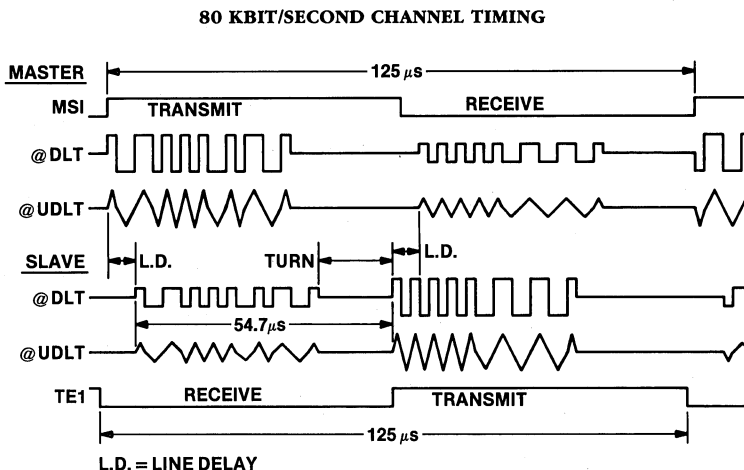 80 KBIT/SECOND CHANNEL TIMING
MASTER
125 μs
MSI
TRANSMIT
RECEIVE
@ DLT
@ UDLT
L.D.
TURN
L.D.
SLAVE
@ DLT
54.7μs
@ UDLT
TE1
RECEIVE
TRANSMIT
125 μs
L.D. = LINE DELAY